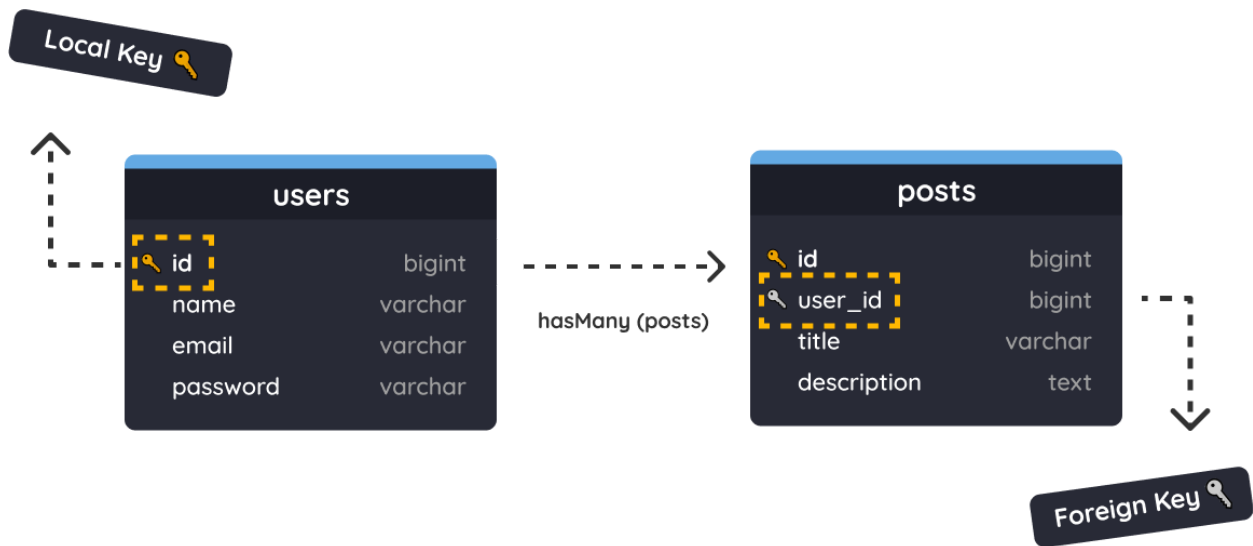 Local Key
users
id bigint
name varchar
email varchar
password varchar
hasMany (posts)
posts
id bigint
user_id bigint
title varchar
description text
Foreign Key